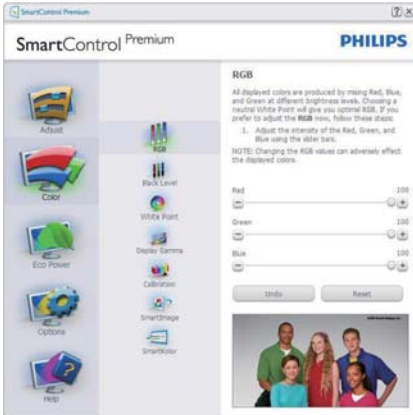 SmartControl Premium
SmartControl Premium
PHILIPS
Adjust
Color
Eco Power
Options
Help
RGB
Black Level
White Point
Display Gamma
Calibration
SmartImage
SmartKolor
RGB
All displayed colors are produced by mixing Red, Blue,
and Green at different brightness levels. Choosing a
neutral White Point will give you optimal RGB. If you
prefer to adjust the RGB now, follow these steps:
1. Adjust the intensity of the Red, Green, and
Blue using the slider bars.
NOTE: Changing the RGB values can adversely effect
the displayed colors.
Red 100
Green 100
Blue 100
Undo Reset